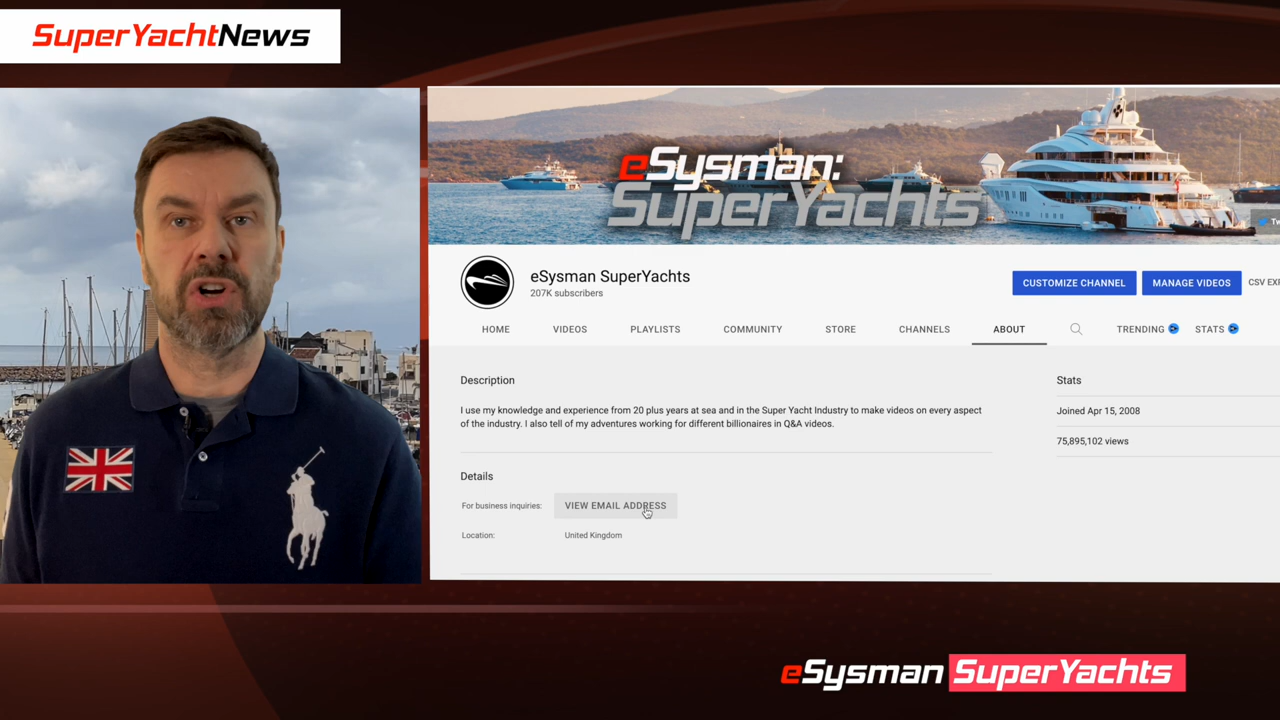 SuperYachtNews
eSysman:
SuperYachts
eSysman SuperYachts
207K subscribers
CUSTOMIZE CHANNEL
MANAGE VIDEOS
HOME
VIDEOS
PLAYLISTS
COMMUNITY
STORE
CHANNELS
ABOUT
TRENDING
STATS
Description
I use my knowledge and experience from 20 plus years at sea and in the Super Yacht Industry to make videos on every aspect
of the industry. I also tell of my adventures working for different billionaires in Q&A videos.
Stats
Joined Apr 15, 2008
75,895,102 views
Details
For business inquiries:
VIEW EMAIL ADDRESS
Location:
United Kingdom
eSysman SuperYachts